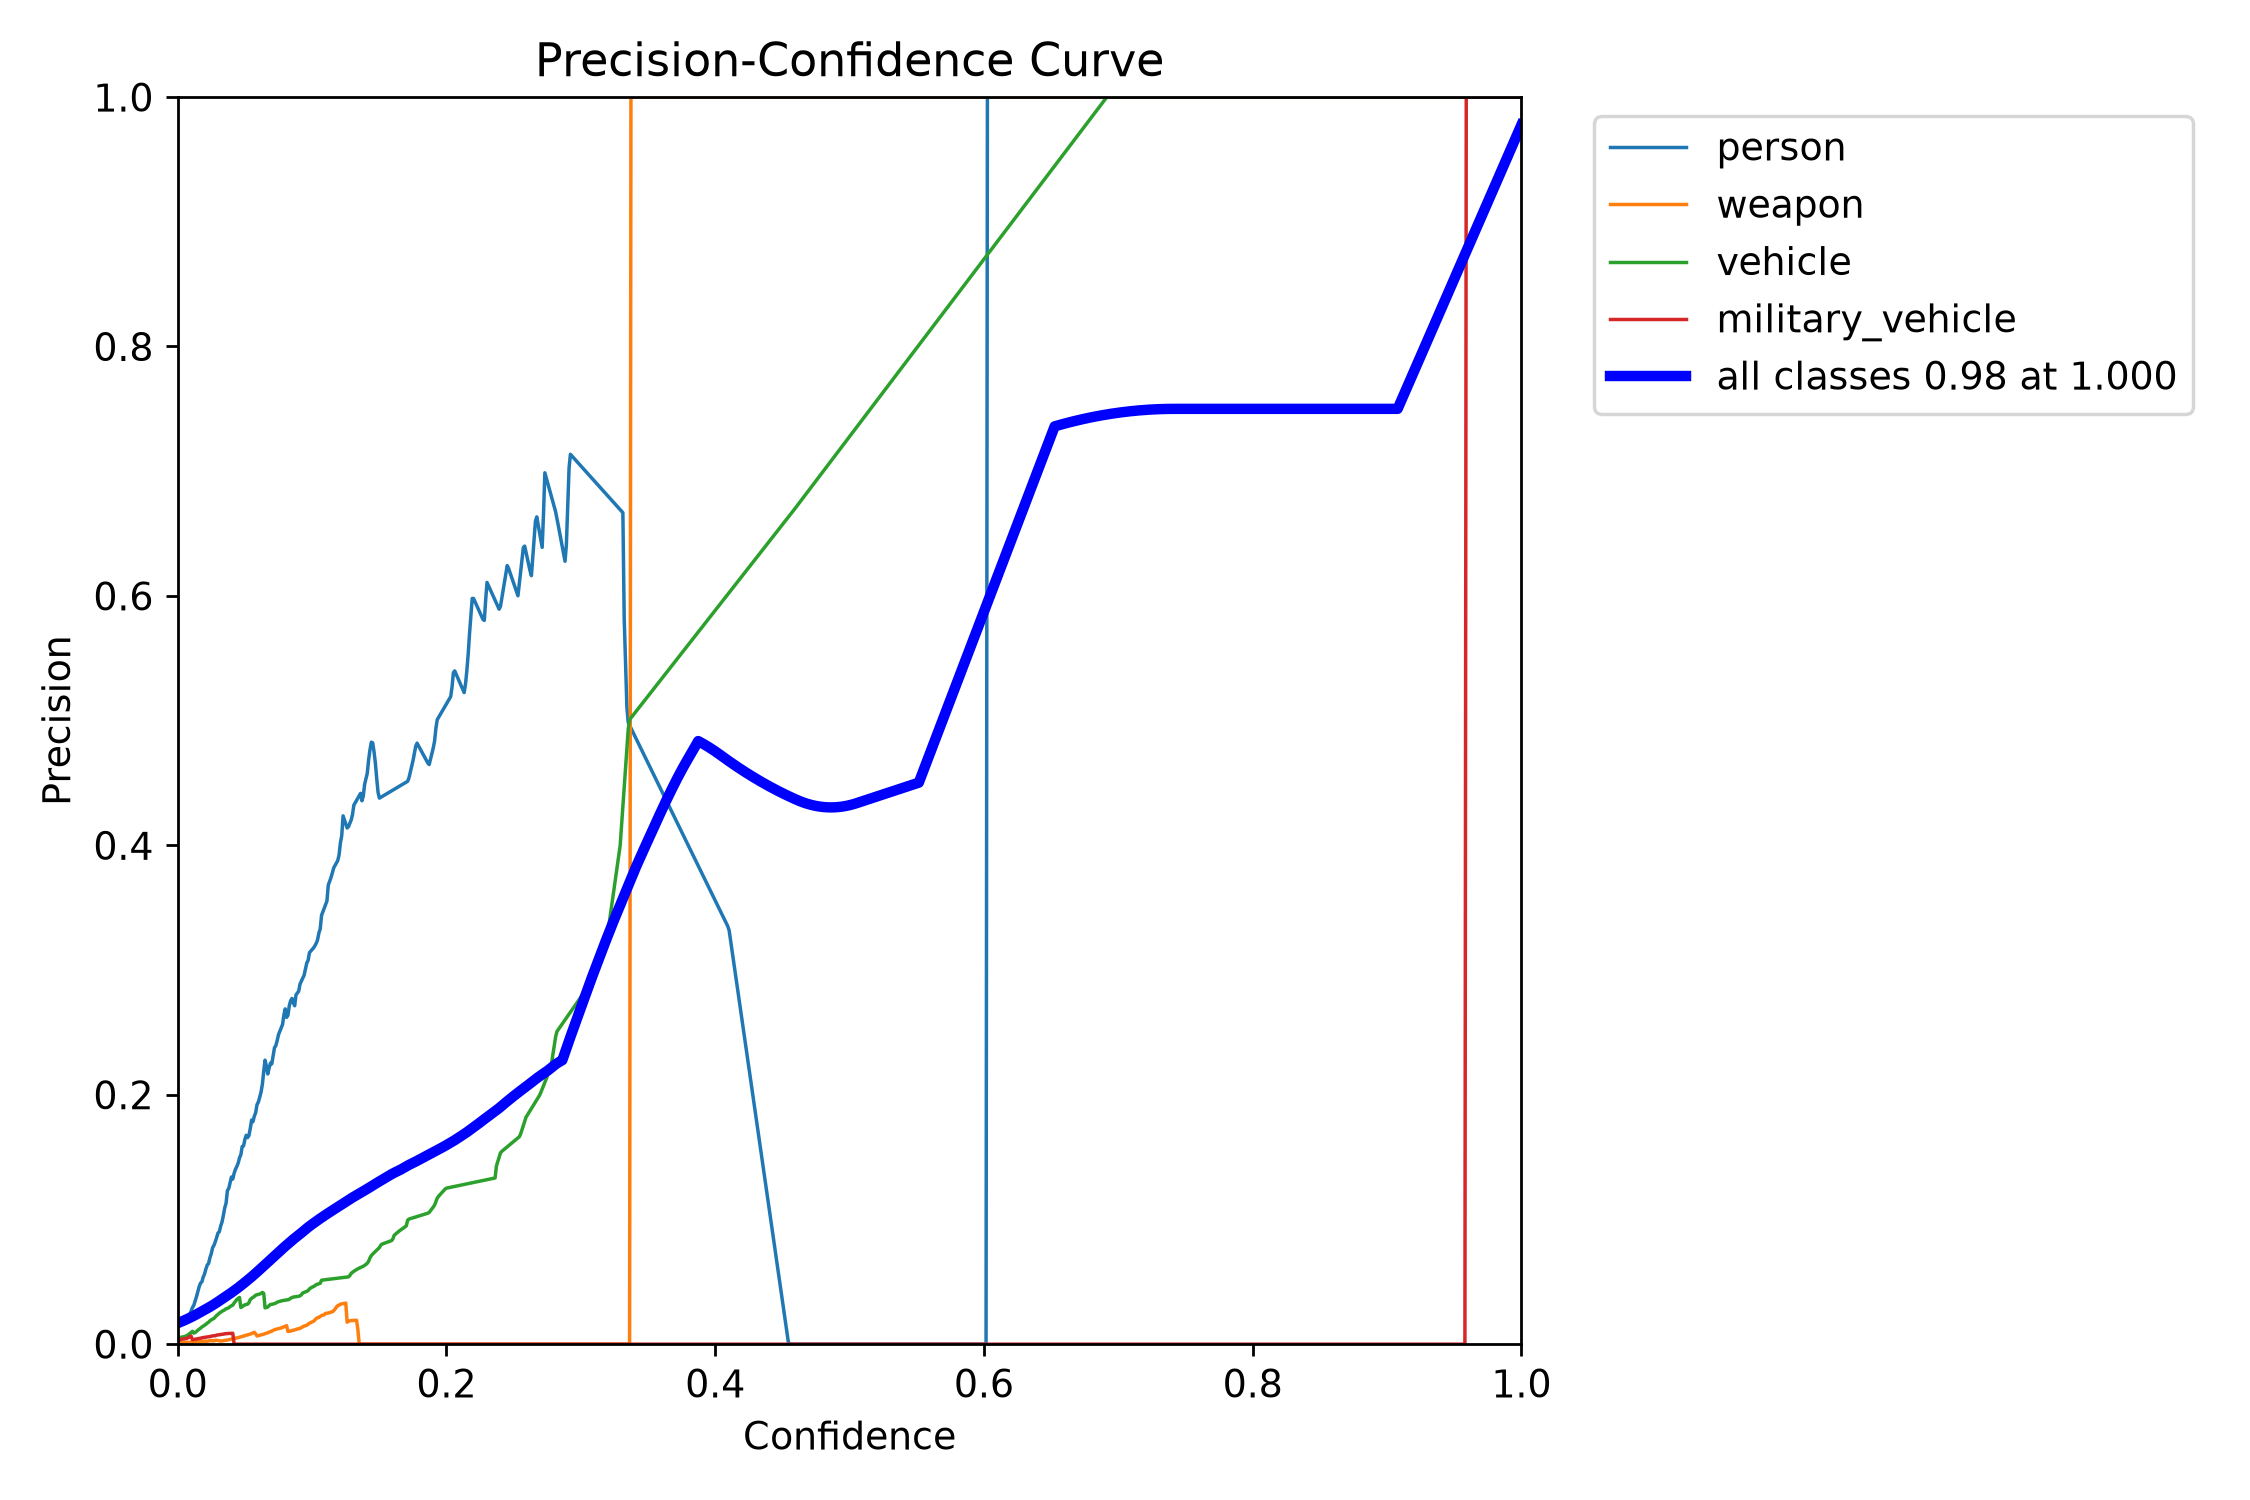 Precision-Confidence Curve
1.0
0.8
0.6
0.4
0.2
0.0
Precision
0.0 0.2 0.4 0.6 0.8 1.0
Confidence
person
weapon
vehicle
military_vehicle
all classes 0.98 at 1.000